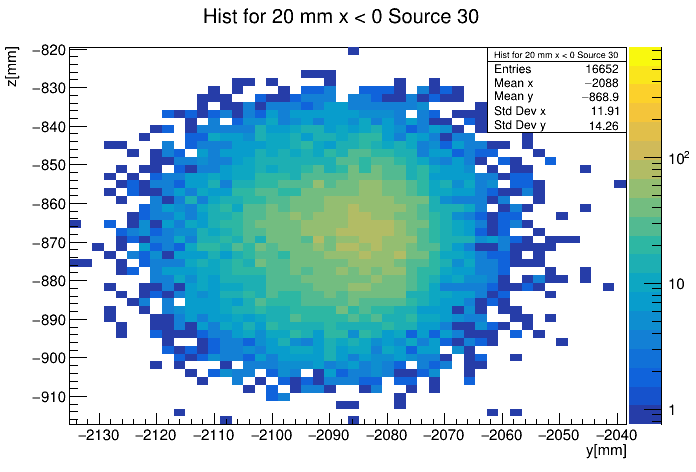 Hist for 20 mm x < 0 Source 30
z[mm]
Hist for 20 mm x < 0 Source 30
Entries 16652
Mean x −2088
Mean y −868.9
Std Dev x 11.91
Std Dev y 14.26
−820
−830
−840
−850
−860
−870
−880
−890
−900
−910
10²
10
1
−2130 −2120 −2110 −2100 −2090 −2080 −2070 −2060 −2050 −2040
y[mm]